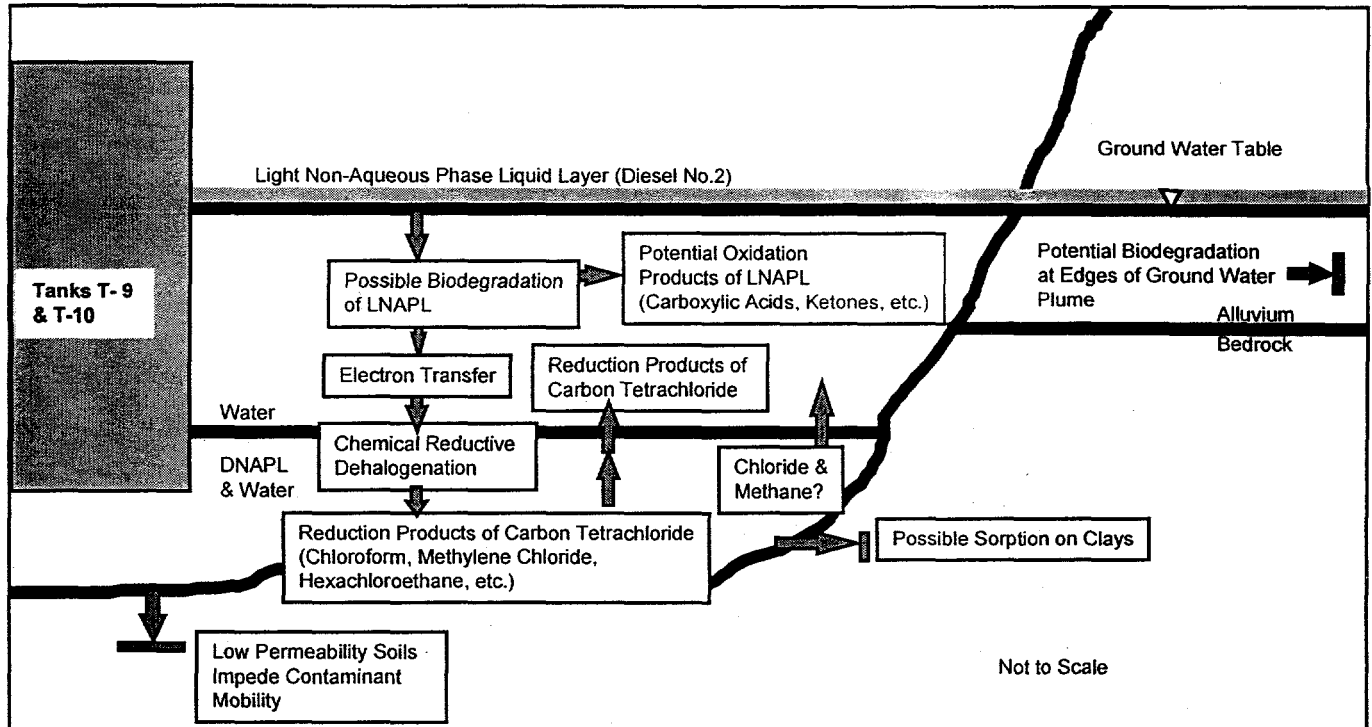 Ground Water Table
Light Non-Aqueous Phase Liquid Layer (Diesel No.2)
Tanks T- 9
& T-10
Possible Biodegradation
of LNAPL
Potential Oxidation
Products of LNAPL
(Carboxylic Acids, Ketones, etc.)
Potential Biodegradation
at Edges of Ground Water
Plume
Alluvium
Bedrock
Electron Transfer
Reduction Products of
Carbon Tetrachloride
Water
Chemical Reductive
Dehalogenation
DNAPL
& Water
Chloride &
Methane?
Reduction Products of Carbon Tetrachloride
(Chloroform, Methylene Chloride,
Hexachloroethane, etc.)
Possible Sorption on Clays
Low Permeability Soils
Impede Contaminant
Mobility
Not to Scale